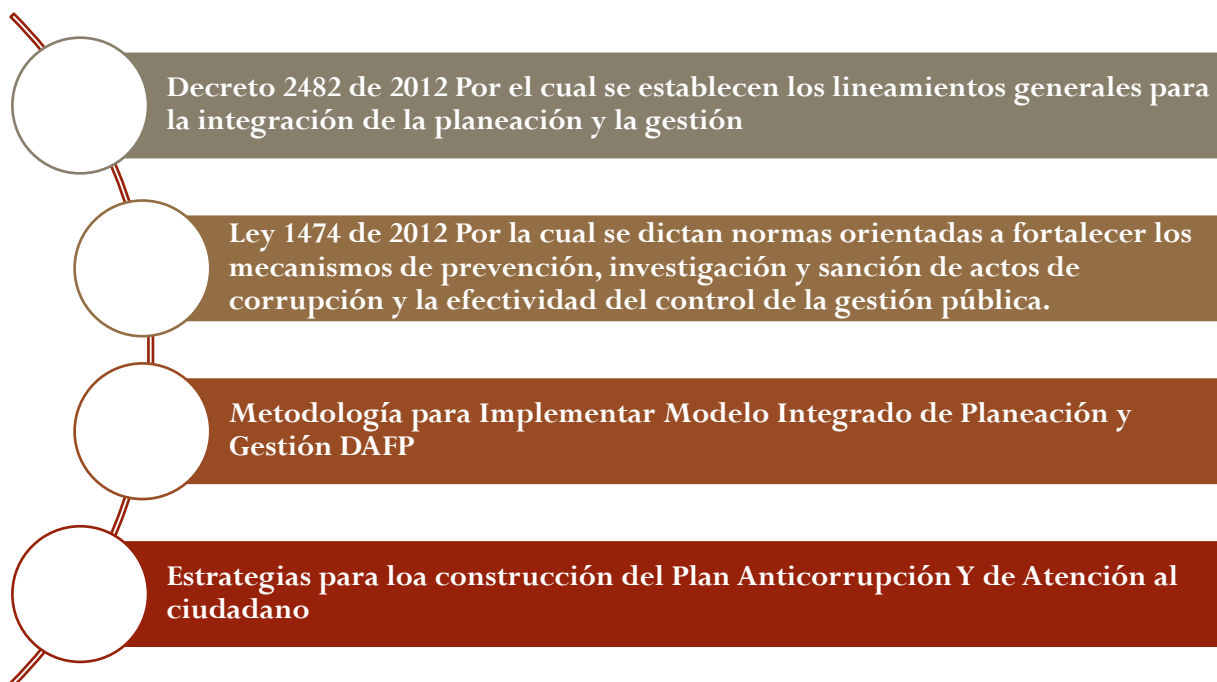 Decreto 2482 de 2012 Por el cual se establecen los lineamientos generales para
la integración de la planeación y la gestión
Ley 1474 de 2012 Por la cual se dictan normas orientadas a fortalecer los
mecanismos de prevención, investigación y sanción de actos de
corrupción y la efectividad del control de la gestión pública.
Metodología para Implementar Modelo Integrado de Planeación y
Gestión DAFP
Estrategias para loa construcción del Plan Anticorrupción Y de Atención al
ciudadano